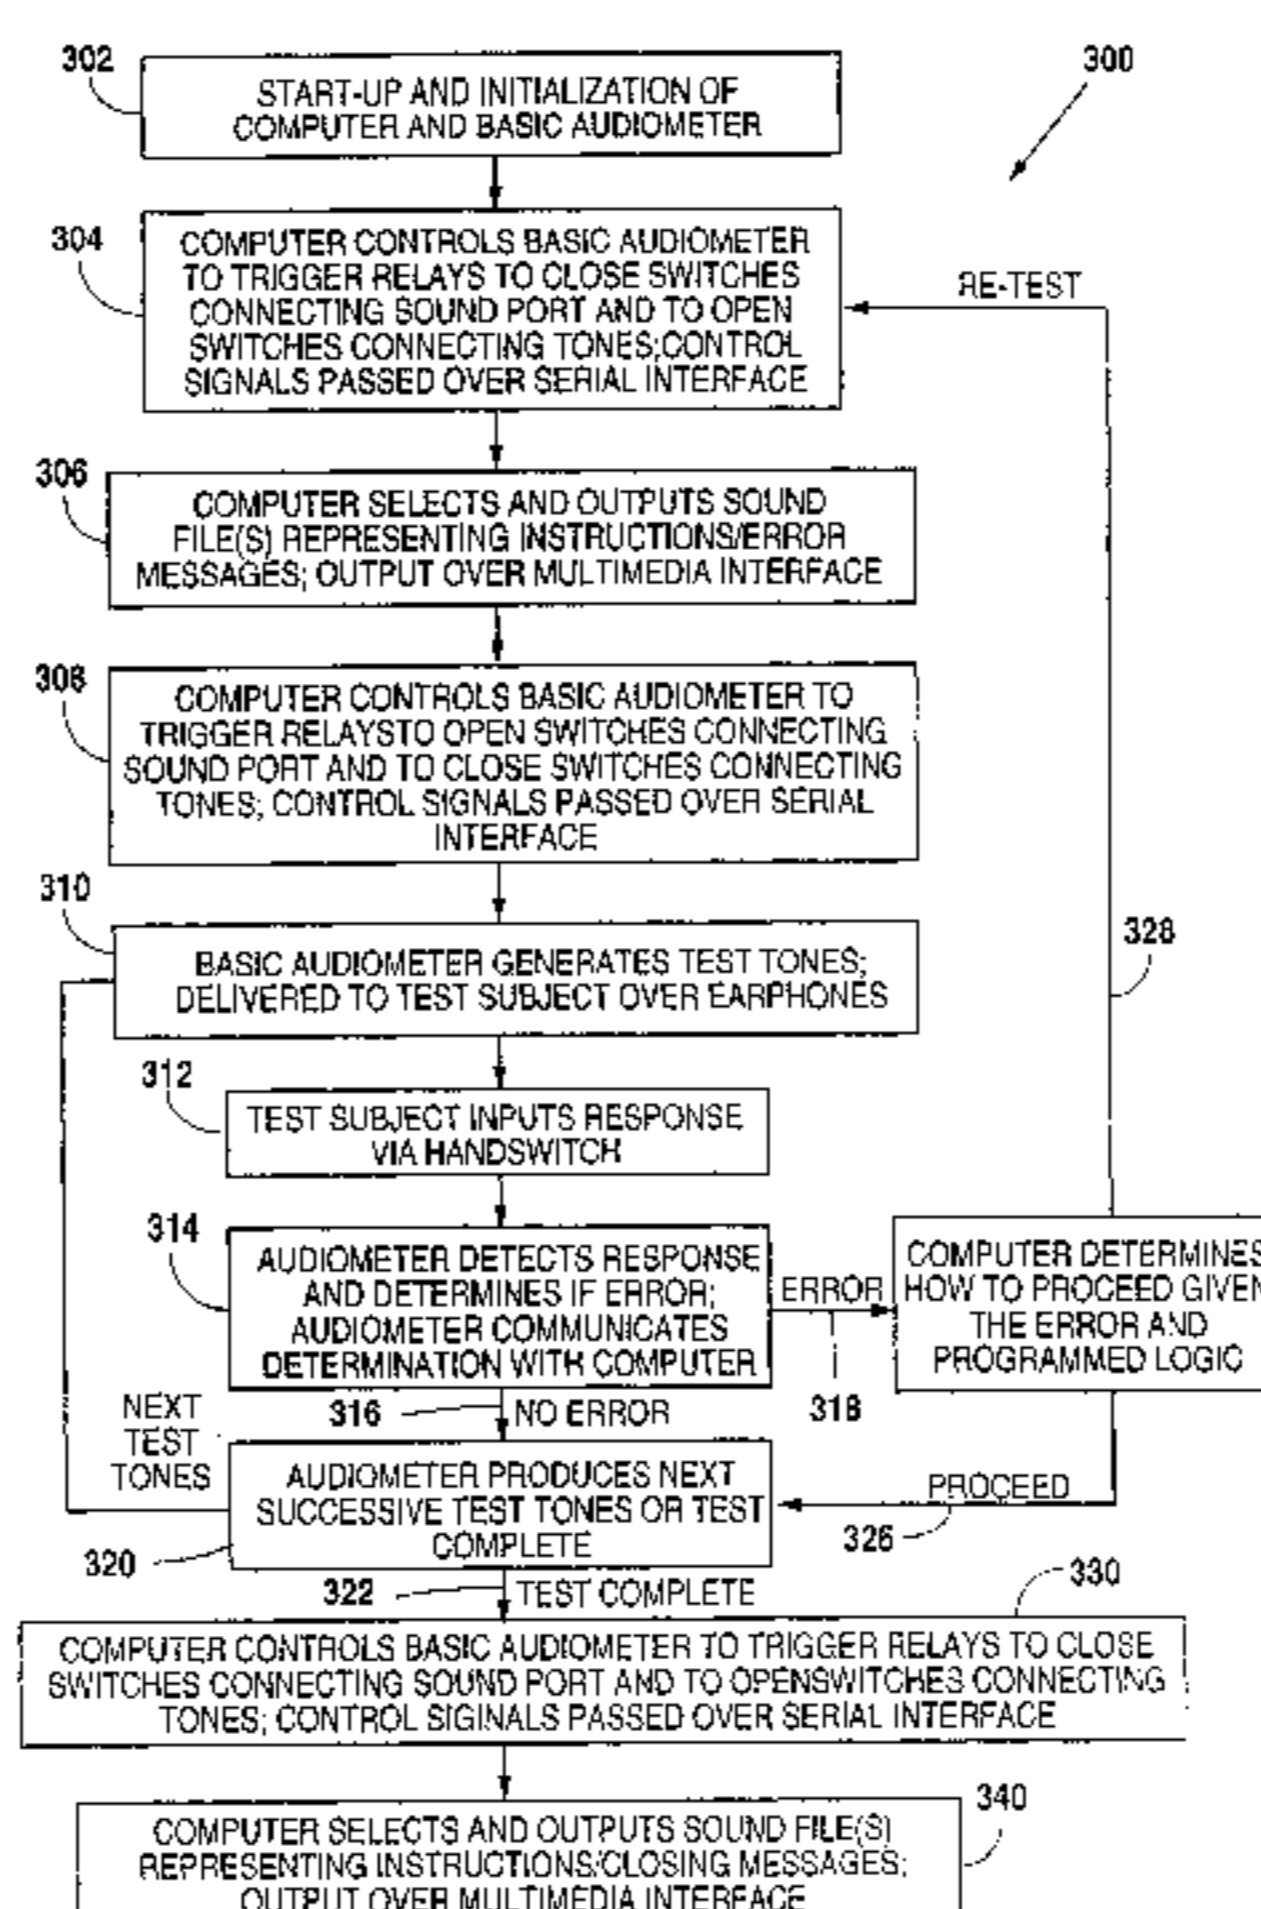 302
300
START-UP AND INITIALIZATION OF
COMPUTER AND BASIC AUDIOMETER
304
COMPUTER CONTROLS BASIC AUDIOMETER
TO TRIGGER RELAYS TO CLOSE SWITCHES
CONNECTING SOUND PORT AND TO OPEN
SWITCHES CONNECTING TONES;CONTROL
SIGNALS PASSED OVER SERIAL INTERFACE
RE-TEST
306
COMPUTER SELECTS AND OUTPUTS SOUND
FILE(S) REPRESENTING INSTRUCTIONS/ERROR
MESSAGES; OUTPUT OVER MULTIMEDIA INTERFACE
308
COMPUTER CONTROLS BASIC AUDIOMETER TO
TRIGGER RELAYSTO OPEN SWITCHES CONNECTING
SOUND PORT AND TO CLOSE SWITCHES CONNECTING
TONES; CONTROL SIGNALS PASSED OVER SERIAL
INTERFACE
310
BASIC AUDIOMETER GENERATES TEST TONES;
DELIVERED TO TEST SUBJECT OVER EARPHONES
328
312
TEST SUBJECT INPUTS RESPONSE
VIA HANDSWITCH
314
AUDIOMETER DETECTS RESPONSE
AND DETERMINES IF ERROR;
AUDIOMETER COMMUNICATES
DETERMINATION WITH COMPUTER
ERROR
318
COMPUTER DETERMINES
HOW TO PROCEED GIVEN
THE ERROR AND
PROGRAMMED LOGIC
316
NO ERROR
NEXT
TEST
TONES
AUDIOMETER PRODUCES NEXT
SUCCESSIVE TEST TONES OR TEST
COMPLETE
PROCEED
326
320
322
TEST COMPLETE
330
COMPUTER CONTROLS BASIC AUDIOMETER TO TRIGGER RELAYS TO CLOSE
SWITCHES CONNECTING SOUND PORT AND TO OPENSWITCHES CONNECTING
TONES; CONTROL SIGINALS PASSED OVER SERIAL INTERFACE
340
COMPUTER SELECTS AND OUTPUTS SOUND FILE(S)
REPRESENTING INSTRUCTIONS/CLOSING MESSAGES;
OUTPUT OVER MULTIMEDIA INTERFACE